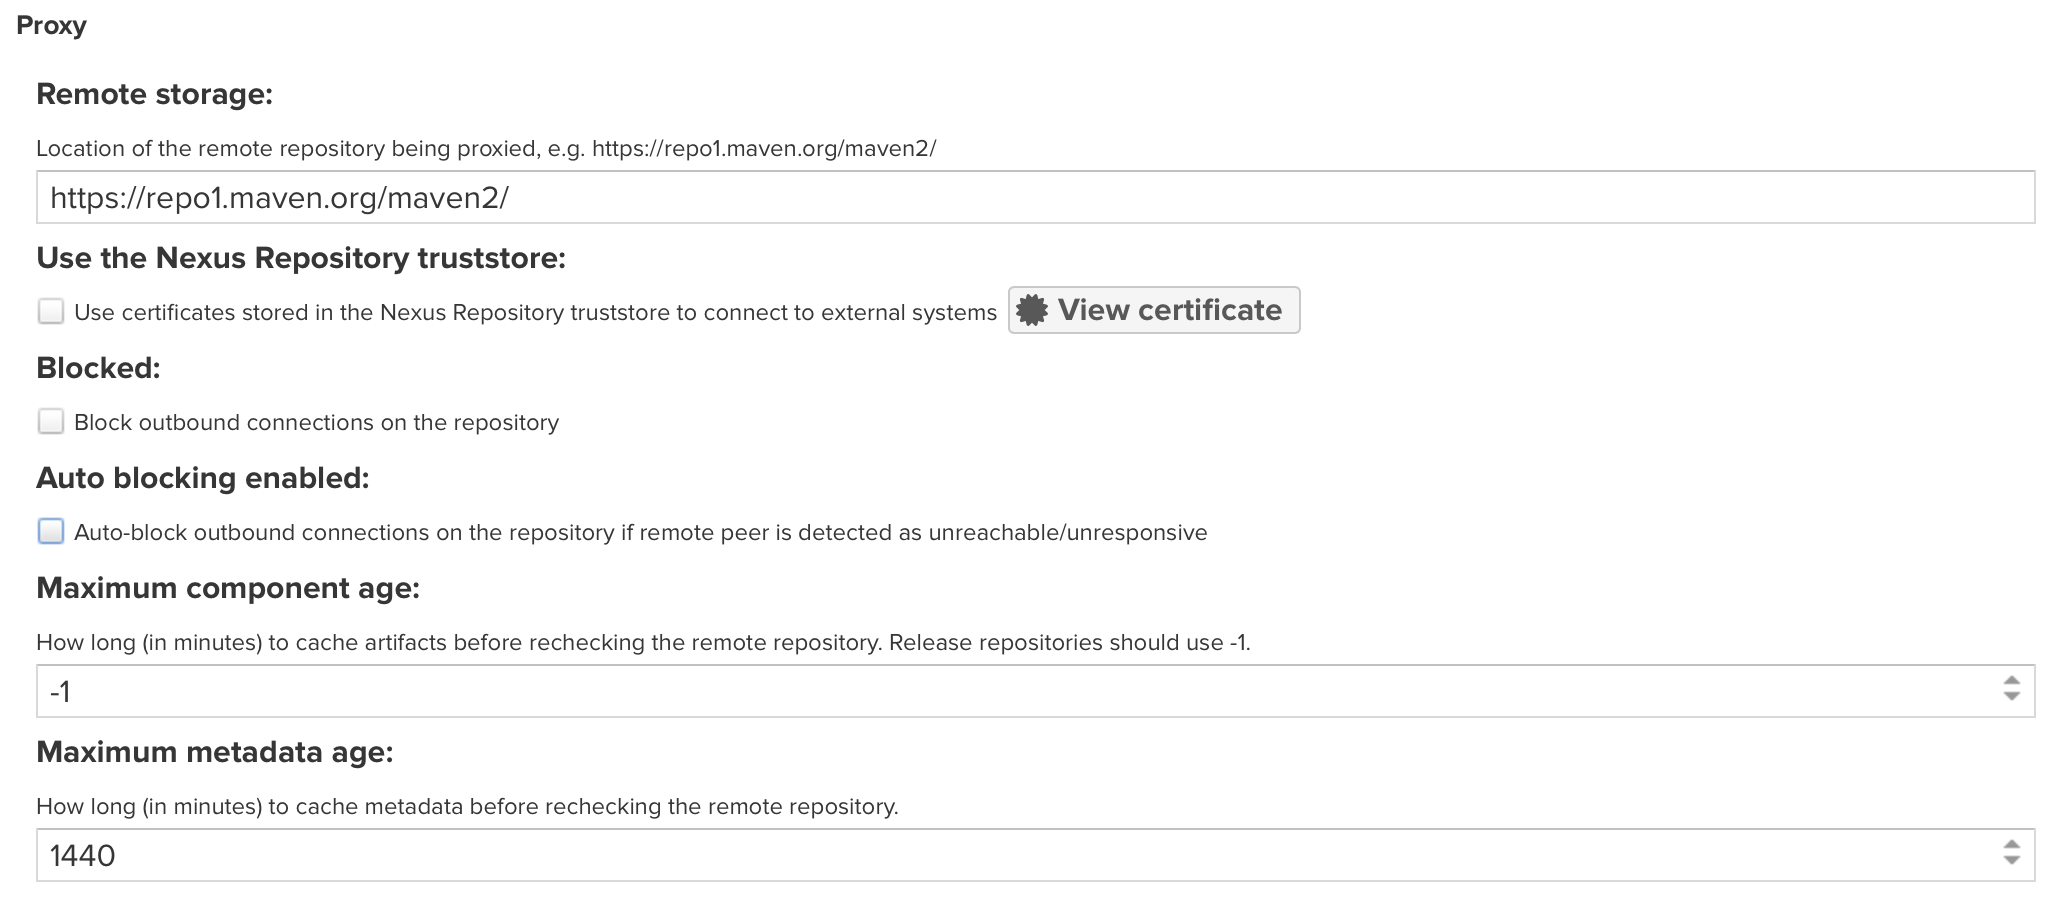 Proxy
Remote storage:
Location of the remote repository being proxied, e.g. https://repo1.maven.org/maven2/
https://repo1.maven.org/maven2/
Use the Nexus Repository truststore:
Use certificates stored in the Nexus Repository truststore to connect to external systems View certificate
Blocked:
Block outbound connections on the repository
Auto blocking enabled:
Auto-block outbound connections on the repository if remote peer is detected as unreachable/unresponsive
Maximum component age:
How long (in minutes) to cache artifacts before rechecking the remote repository. Release repositories should use -1.
-1
Maximum metadata age:
How long (in minutes) to cache metadata before rechecking the remote repository.
1440